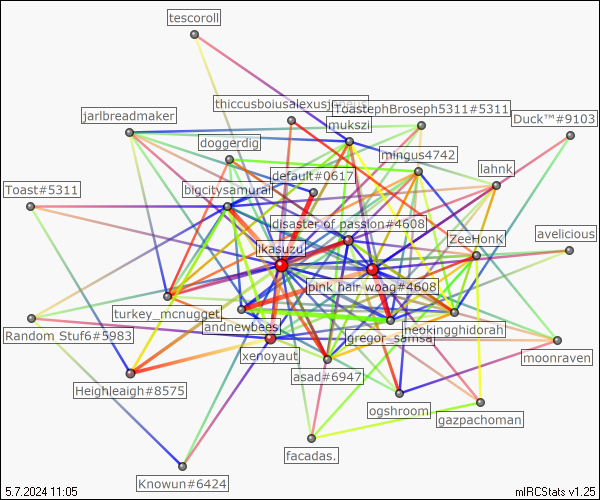 tescoroll
thiccusboiusalexusjoneus
ToastephBroseph5311#5311
jarlbreadmaker
mukszi
Duck™#9103
doggerdig
mingus4742
default#0617
lahnk
Toast#5311
bigcitysamurai
disaster of passion#4608
ikasuzu
ZeeHonk
avelicious
pink hair woag#4608
turkey_mcnugget
andnewbees
neokingghidorah
gregor_samsa
Random Stuf6#5983
xenoyaut
moonraven
asad#6947
Heighleaigh#8575
ogshroom
gazpachoman
facadas.
Knowun#6424
5.7.2024 11:05
mIRCStats v1.25